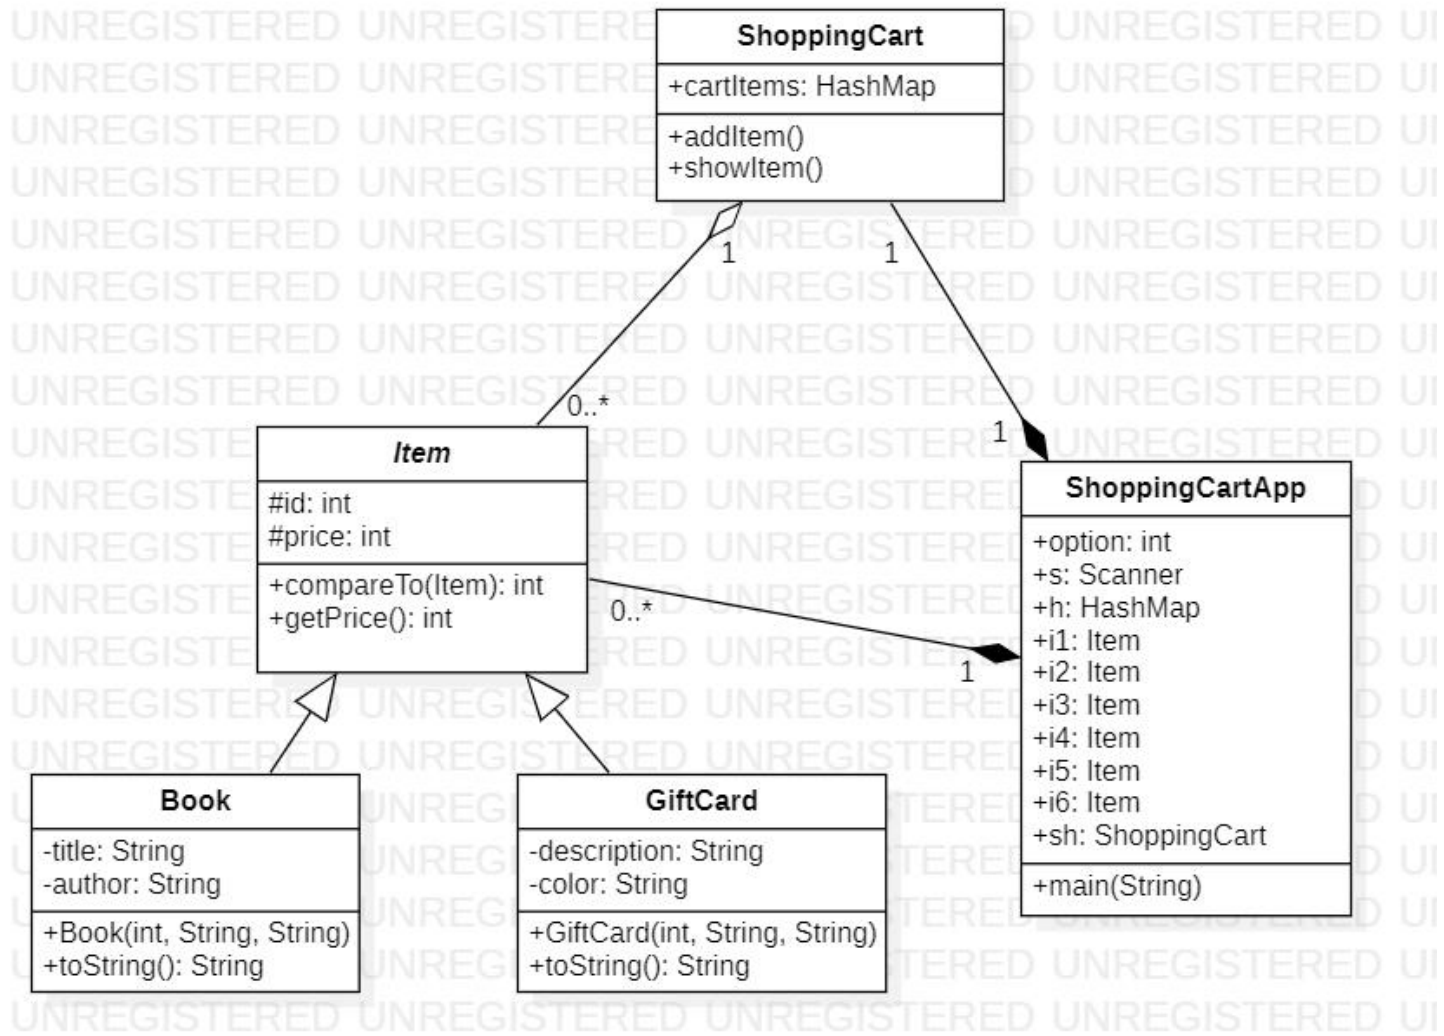 ShoppingCart
+cartItems: HashMap
+addItem()
+showItem()
1
1
0..*
1
Item
#id: int
#price: int
+compareTo(Item): int
+getPrice(): int
0..*
1
ShoppingCartApp
+option: int
+s: Scanner
+h: HashMap
+i1: Item
+i2: Item
+i3: Item
+i4: Item
+i5: Item
+i6: Item
+sh: ShoppingCart
+main(String)
Book
-title: String
-author: String
+Book(int, String, String)
+toString(): String
GiftCard
-description: String
-color: String
+GiftCard(int, String, String)
+toString(): String
UNREGISTERED